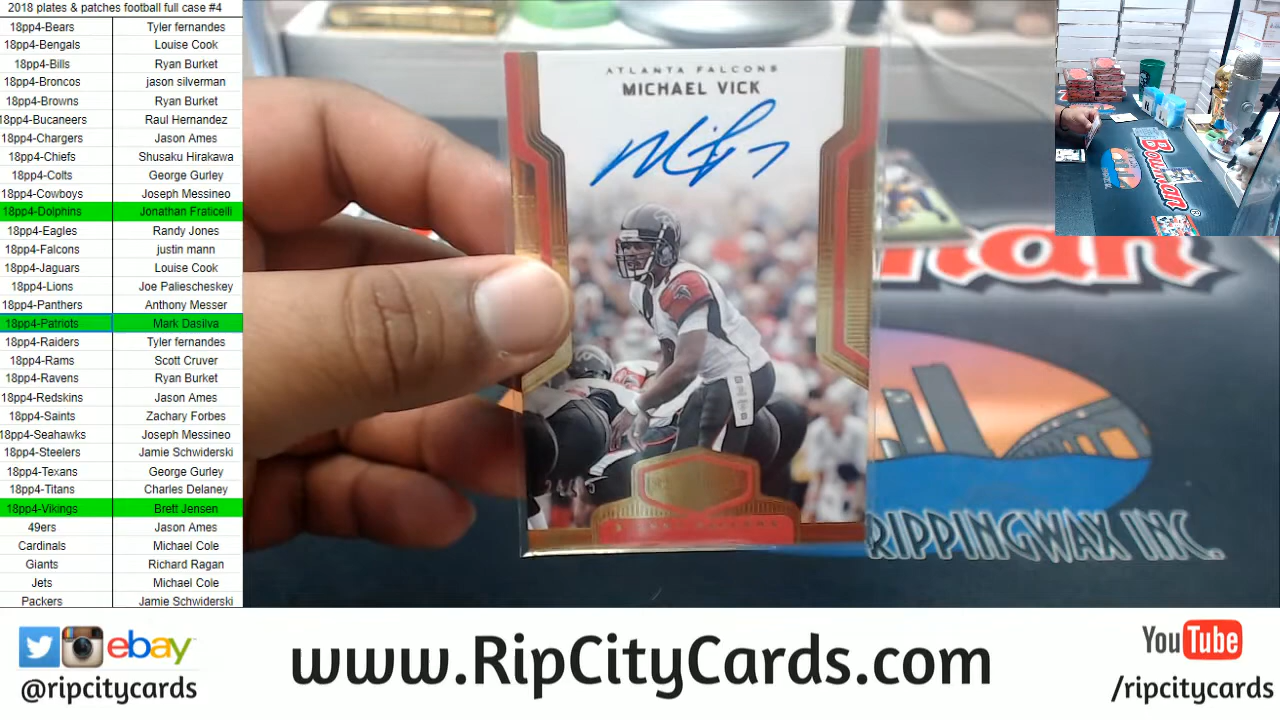 2018 plates & patches football full case #4
18pp4-Bears Tyler fernandes
18pp4-Bengals Louise Cook
18pp4-Bills Ryan Burket
18pp4-Broncos jason silverman
18pp4-Browns Ryan Burket
18pp4-Bucaneers Raul Hernandez
18pp4-Chargers Jason Ames
18pp4-Chiefs Shusaku Hirakawa
18pp4-Colts George Gurley
18pp4-Cowboys Joseph Messineo
18pp4-Dolphins Jonathan Fraticelli
18pp4-Eagles Randy Jones
18pp4-Falcons justin mann
18pp4-Jaguars Louise Cook
18pp4-Lions Joe Paliescheskey
18pp4-Panthers Anthony Messer
18pp4-Patriots Mark Dasilva
18pp4-Raiders Tyler fernandes
18pp4-Rams Scott Cruver
18pp4-Ravens Ryan Burket
18pp4-Redskins Jason Ames
18pp4-Saints Zachary Forbes
18pp4-Seahawks Joseph Messineo
18pp4-Steelers Jamie Schwiderski
18pp4-Texans George Gurley
18pp4-Titans Charles Delaney
18pp4-Vikings Brett Jensen
49ers Jason Ames
Cardinals Michael Cole
Giants Richard Ragan
Jets Michael Cole
Packers Jamie Schwiderski
ATLANTA FALCONS
MICHAEL VICK
ATLANTA FALCONS
Bowman
RIPPINGWAX INC.
ebay
@ripcitycards
www.RipCityCards.com
YouTube
/ripcitycards